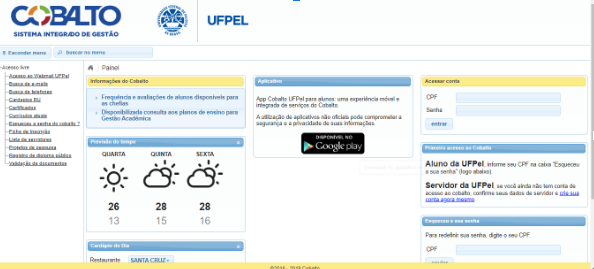 COBALTO
SISTEMA INTEGRADO DE GESTÃO
UFPEL
Esconder menu
Buscar no menu
Acesso livre
Acesso ao Webmail UFPel
Busca de e-mails
Busca de telefones
Cardápios RU
Certificados
Currículos atuais
Esqueceu a senha do cobalto ?
Ficha de inscrição
Lista de servidores
Projetos de pesquisa
Registro de diploma público
Validação de documentos
Painel
Informações do Cobalto
Frequência e avaliações de alunos disponíveis para
as chefias
Disponibilizada consulta aos planos de ensino para
Gestão Acadêmica
Previsão do tempo
QUARTA QUINTA SEXTA
26 28 28
13 15 16
Cardápio do Dia
Restaurante SANTA CRUZ
Aplicativo
App Cobalto UFPel para alunos: uma experiência móvel e
integrada de serviços do Cobalto.
A utilização de aplicativos não oficiais pode comprometer a
segurança e a privacidade de suas informações.
DISPONÍVEL NO
Google play
Acessar conta
CPF
Senha
entrar
Primeiro acesso ao Cobalto
Aluno da UFPel, informe seu CPF na caixa "Esqueceu
a sua senha" (logo abaixo).
Servidor da UFPel, se você ainda não tem conta de
acesso ao cobalto, confirme seus dados de servidor e crie sua
conta agora mesmo.
Esqueceu a sua senha
Para redefinir sua senha, digite o seu CPF.
CPF